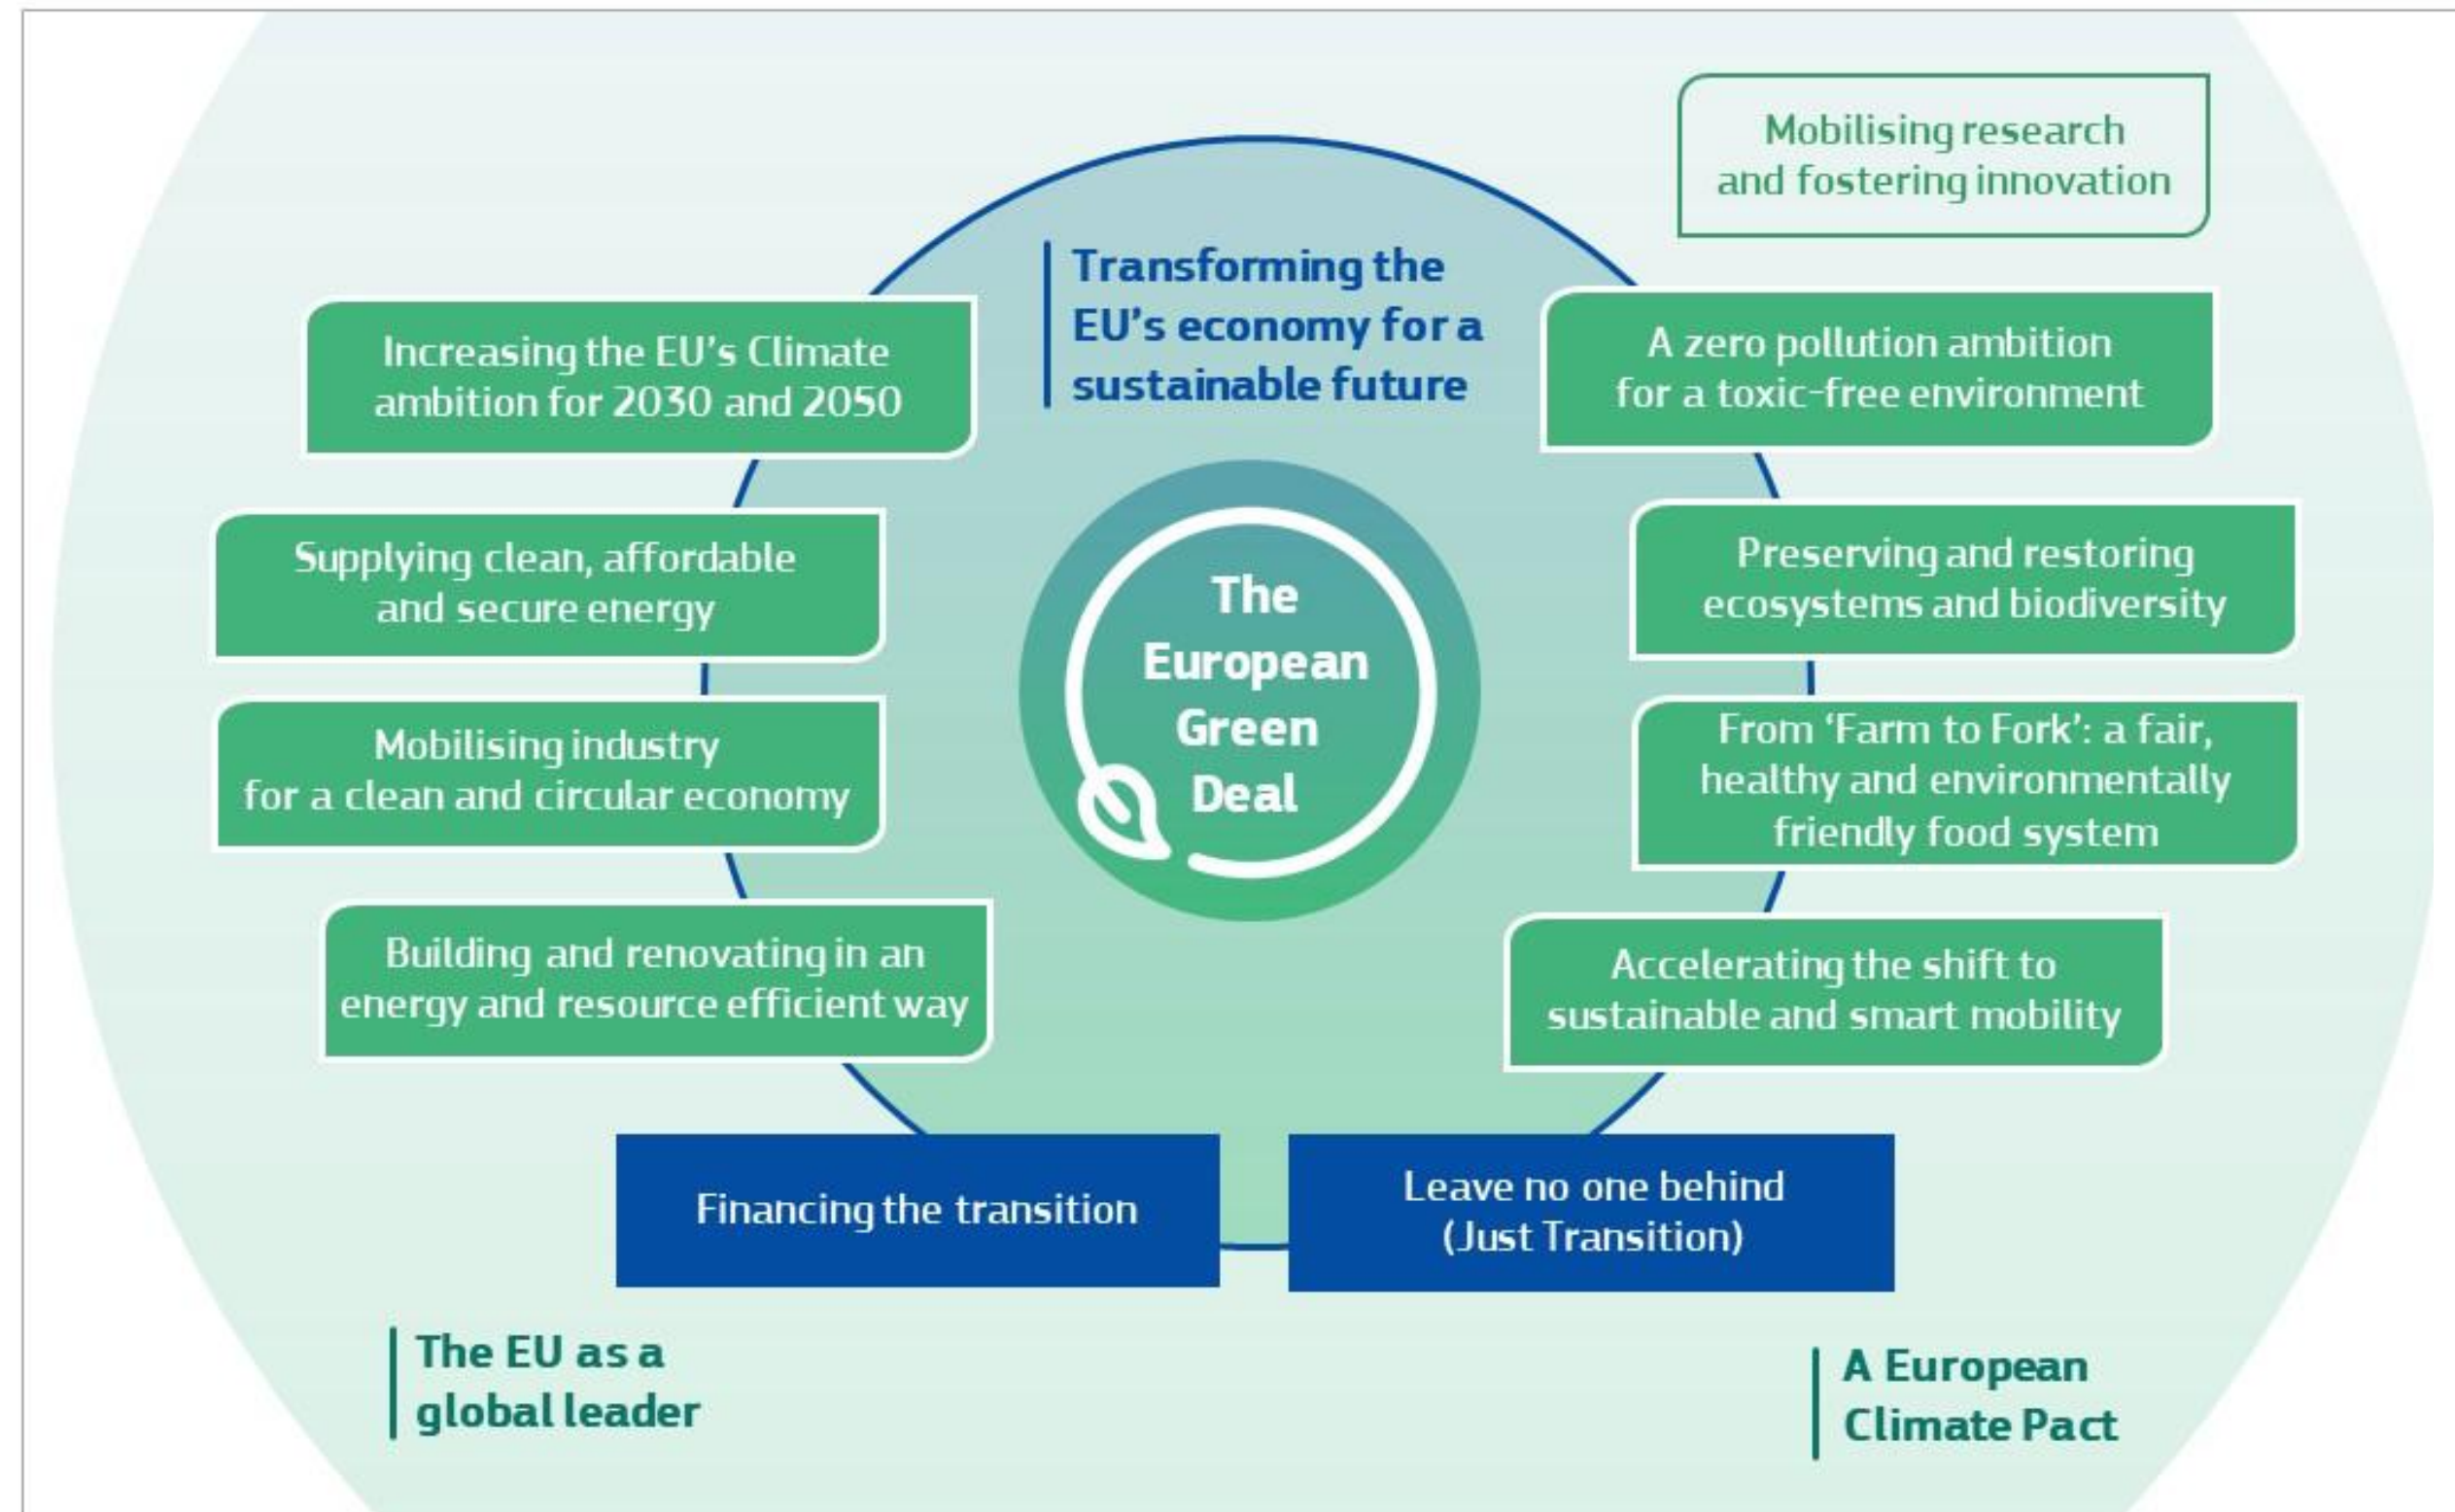 Mobilising research
and fostering innovation
Transforming the
EU's economy for a
sustainable future
Increasing the EU's Climate
ambition for 2030 and 2050
Supplying clean, affordable
and secure energy
Mobilising industry
for a clean and circular economy
Building and renovating in an
energy and resource efficient way
The
European
Green
Deal
A zero pollution ambition
for a toxic-free environment
Preserving and restoring
ecosystems and biodiversity
From ‘Farm to Fork’: a fair,
healthy and environmentally
friendly food system
Accelerating the shift to
sustainable and smart mobility
Financing the transition
Leave no one behind
(Just Transition)
The EU as a
global leader
A European
Climate Pact